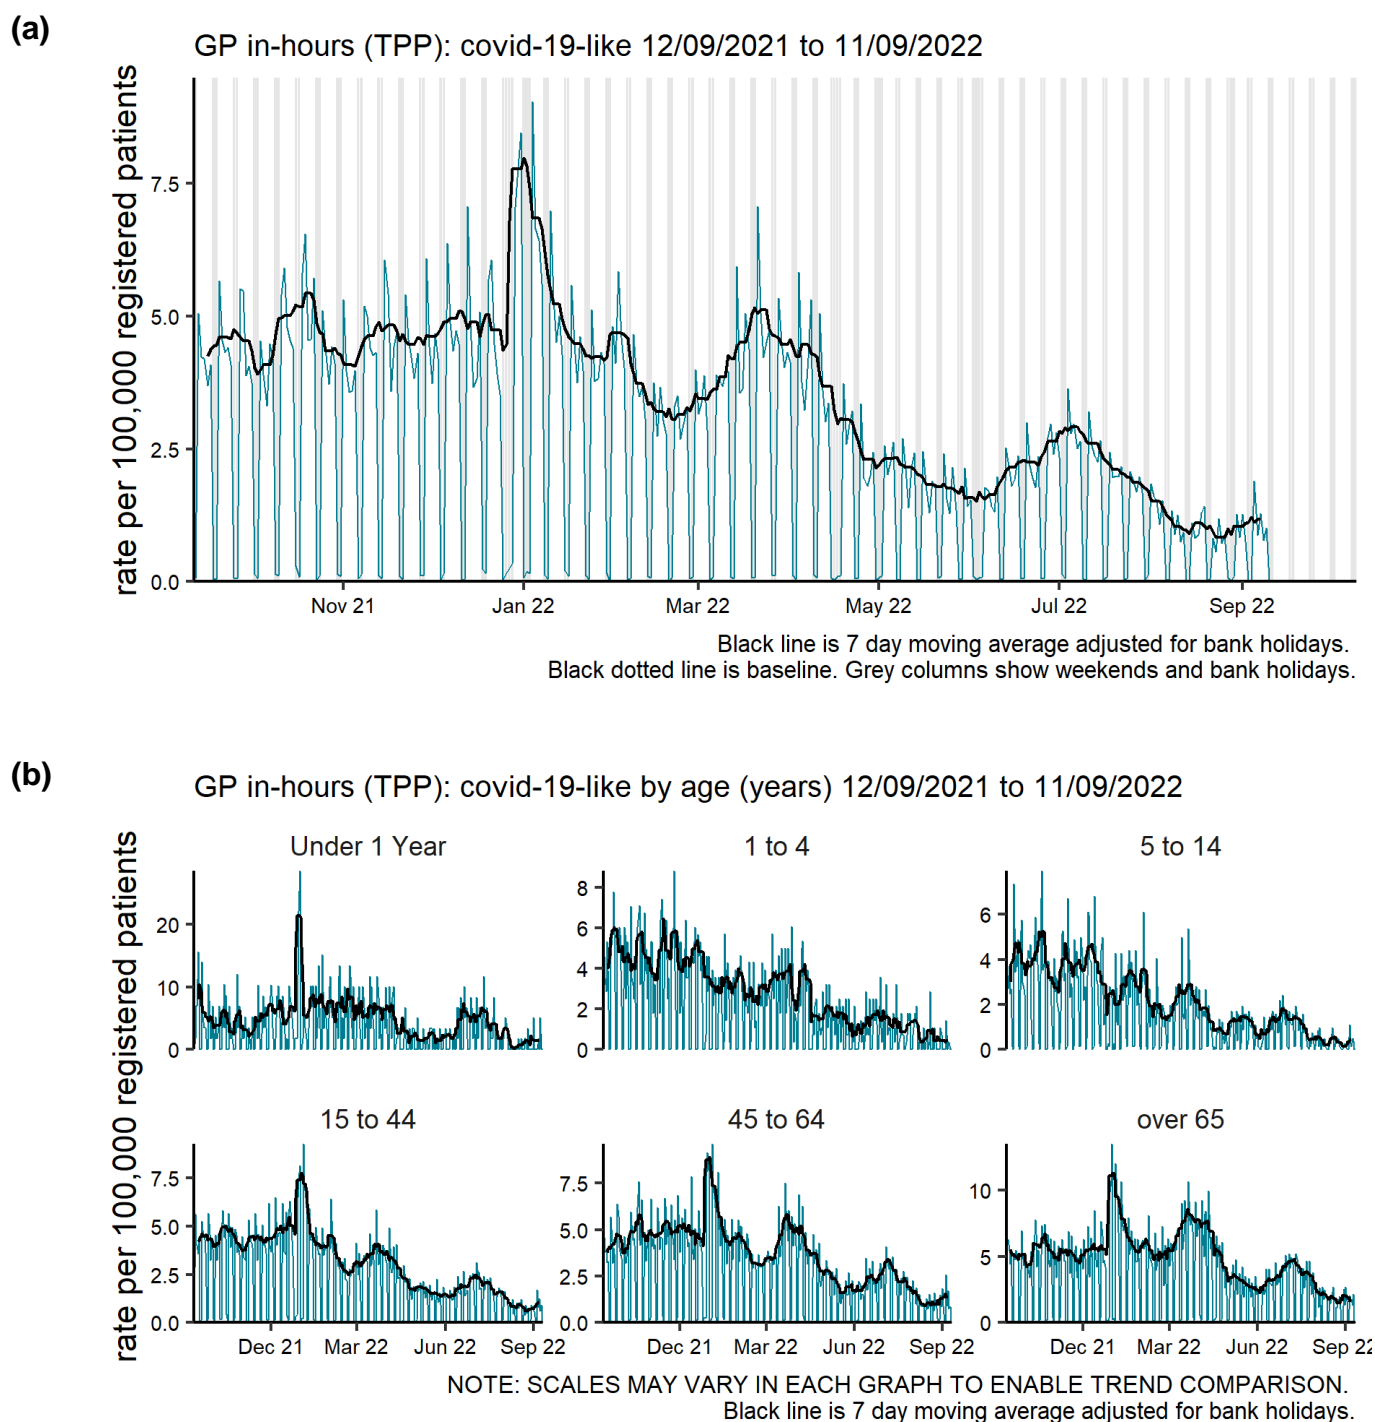 (a)
GP in-hours (TPP): covid-19-like 12/09/2021 to 11/09/2022
rate per 100,000 registered patients
7.5
5.0
2.5
0.0
Nov 21 Jan 22 Mar 22 May 22 Jul 22 Sep 22
Black line is 7 day moving average adjusted for bank holidays.
Black dotted line is baseline. Grey columns show weekends and bank holidays.
(b)
GP in-hours (TPP): covid-19-like by age (years) 12/09/2021 to 11/09/2022
rate per 100,000 registered patients
Under 1 Year
20
10
0
1 to 4
8
6
4
2
0
5 to 14
6
4
2
0
15 to 44
7.5
5.0
2.5
0.0
Dec 21 Mar 22 Jun 22 Sep 22
45 to 64
7.5
5.0
2.5
0.0
Dec 21 Mar 22 Jun 22 Sep 22
over 65
10
5
0
Dec 21 Mar 22 Jun 22 Sep 22
NOTE: SCALES MAY VARY IN EACH GRAPH TO ENABLE TREND COMPARISON.
Black line is 7 day moving average adjusted for bank holidays.